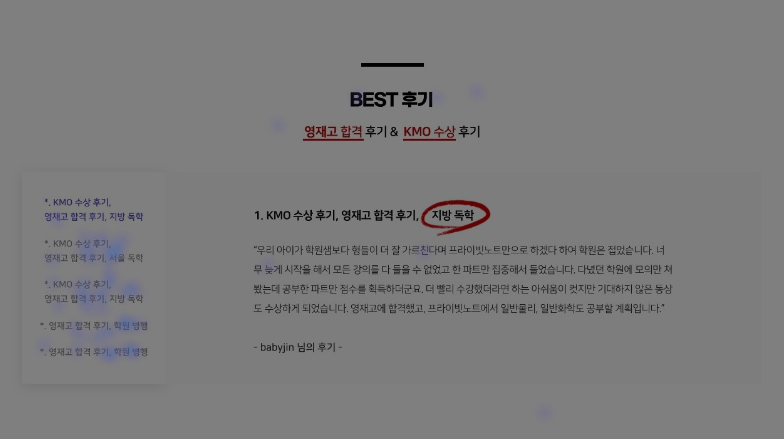 BEST 후기
영재고 합격 후기 & KMO 수상 후기
*. KMO 수상 후기,
영재고 합격 후기, 지방 독학
*. KMO 수상 후기,
영재고 합격 후기, 서울 독학
*. KMO 수상 후기,
영재고 합격 후기, 지방 독학
*. 영재고 합격 후기, 학원 병행
*. 영재고 합격 후기, 학원 병행
1. KMO 수상 후기, 영재고 합격 후기, 지방 독학
"우리 아이가 학원샘보다 형들이 더 잘 가르친다며 프라이빗노트만으로 하겠다 하여 학원은 접었습니다. 너
무 늦게 시작을 해서 모든 강의를 다 들을 수 없었고 한 파트만 집중해서 들었습니다. 다녔던 학원에 모의만 쳐
봤는데 공부한 파트만 점수를 획득하더군요. 더 빨리 수강했더라면 하는 아쉬움이 컷지만 기대하지 않은 동상
도 수상하게 되었습니다. 영재고에 합격했고, 프라이빗노트에서 일반물리, 일반화학도 공부할 계획입니다."
- babyjin 님의 후기 -